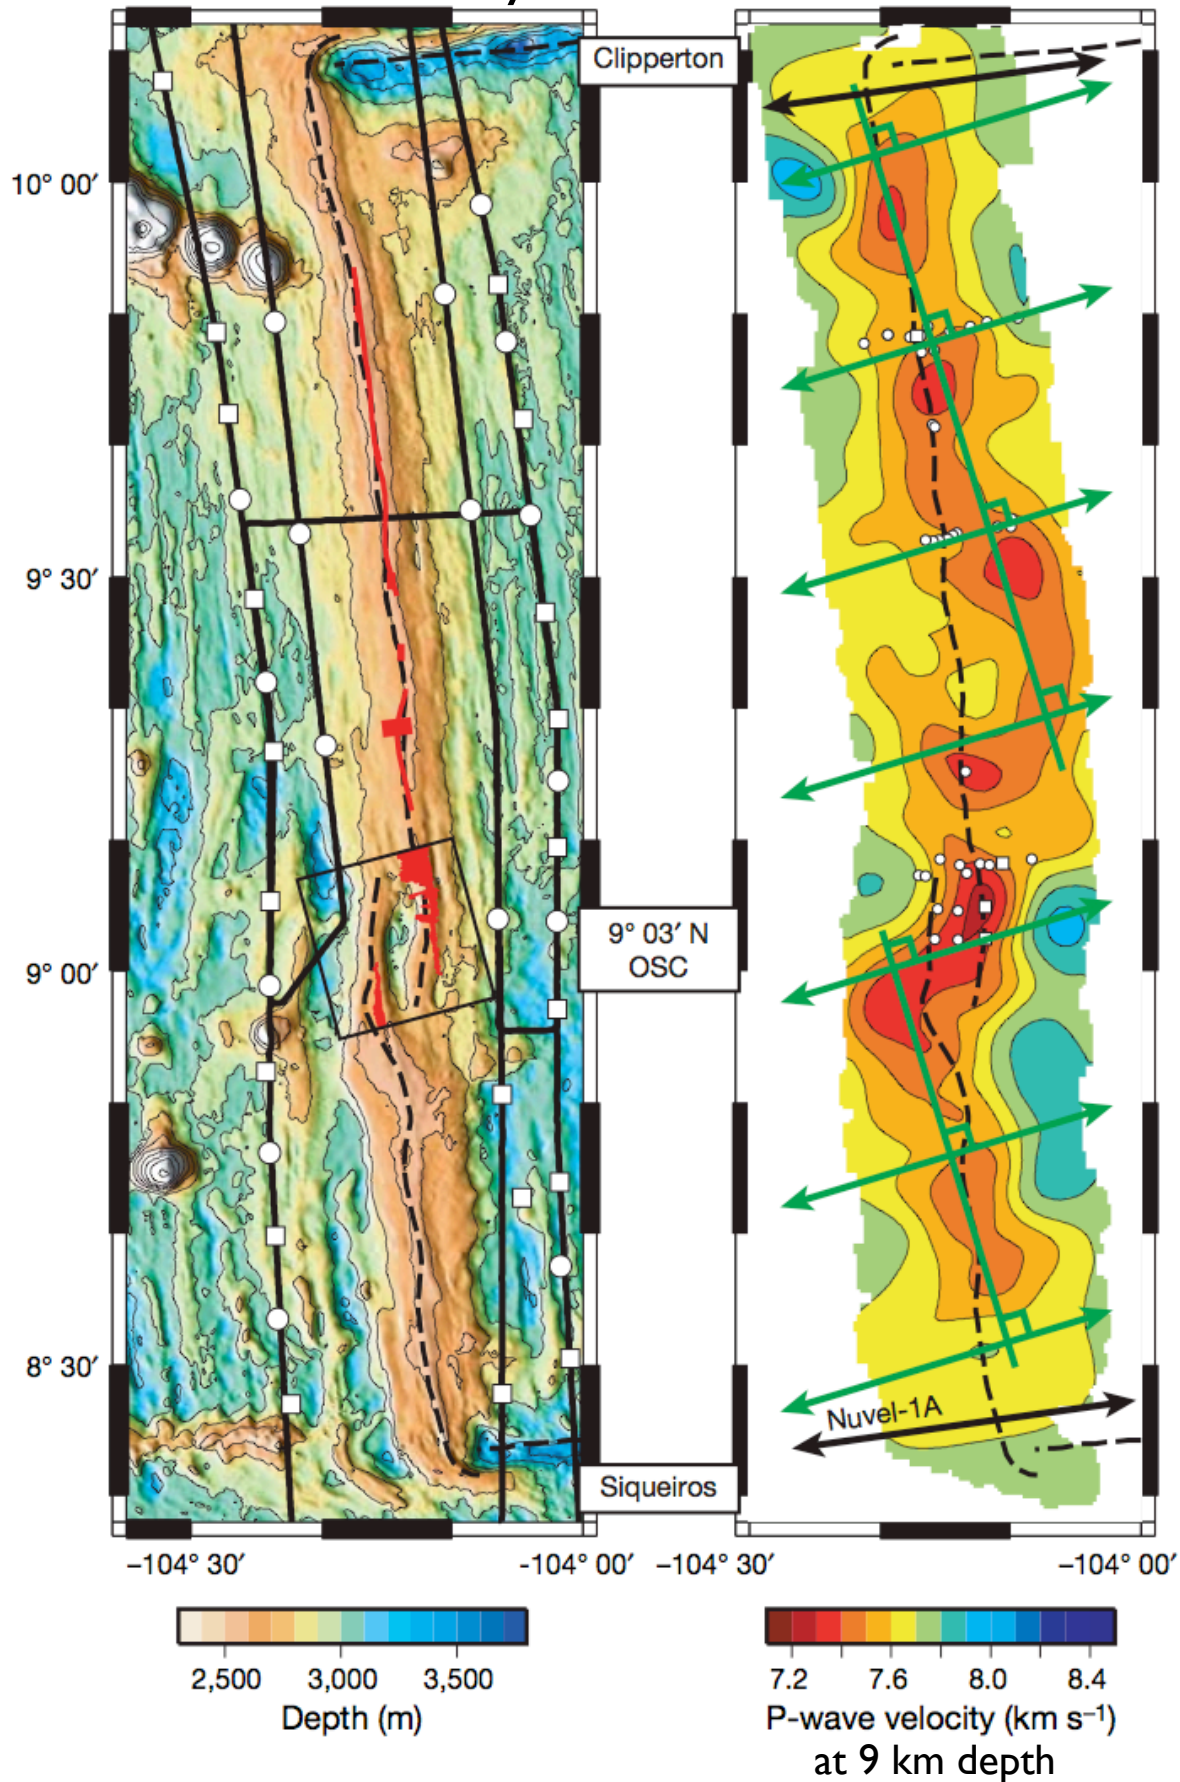 Clipperton
10° 00′
9° 30′
9° 03′ N
OSC
9° 00′
8° 30′
Nuvel-1A
Siqueiros
−104° 30′
-104° 00′
−104° 30′
−104° 00′
2,500
3,000
3,500
7.2
7.6
8.0
8.4
Depth (m)
P-wave velocity (km s⁻¹)
at 9 km depth